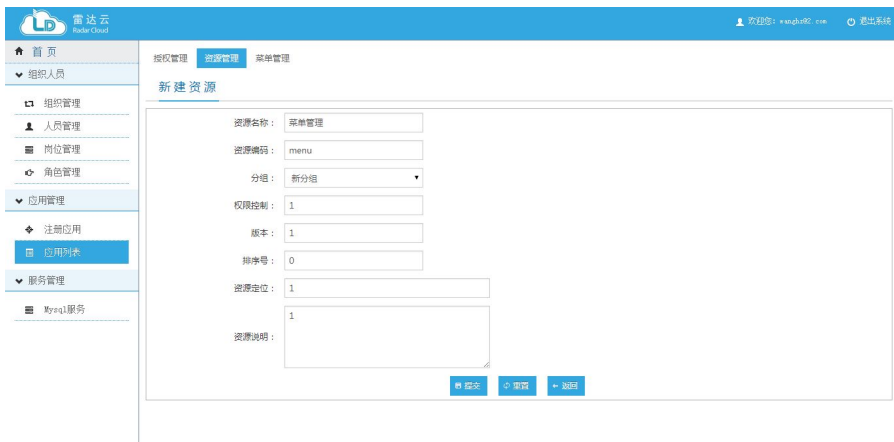 LD 雷达云
Radar Cloud
欢迎您: wanghz92.com 退出系统
首页
组织人员
组织管理
人员管理
岗位管理
角色管理
应用管理
注册应用
应用列表
服务管理
Mysql服务
授权管理 资源管理 菜单管理
新建资源
资源名称: 菜单管理
资源编码: menu
分组: 新分组
权限控制: 1
版本: 1
排序号: 0
资源定位: 1
资源说明: 1
提交 重置 返回